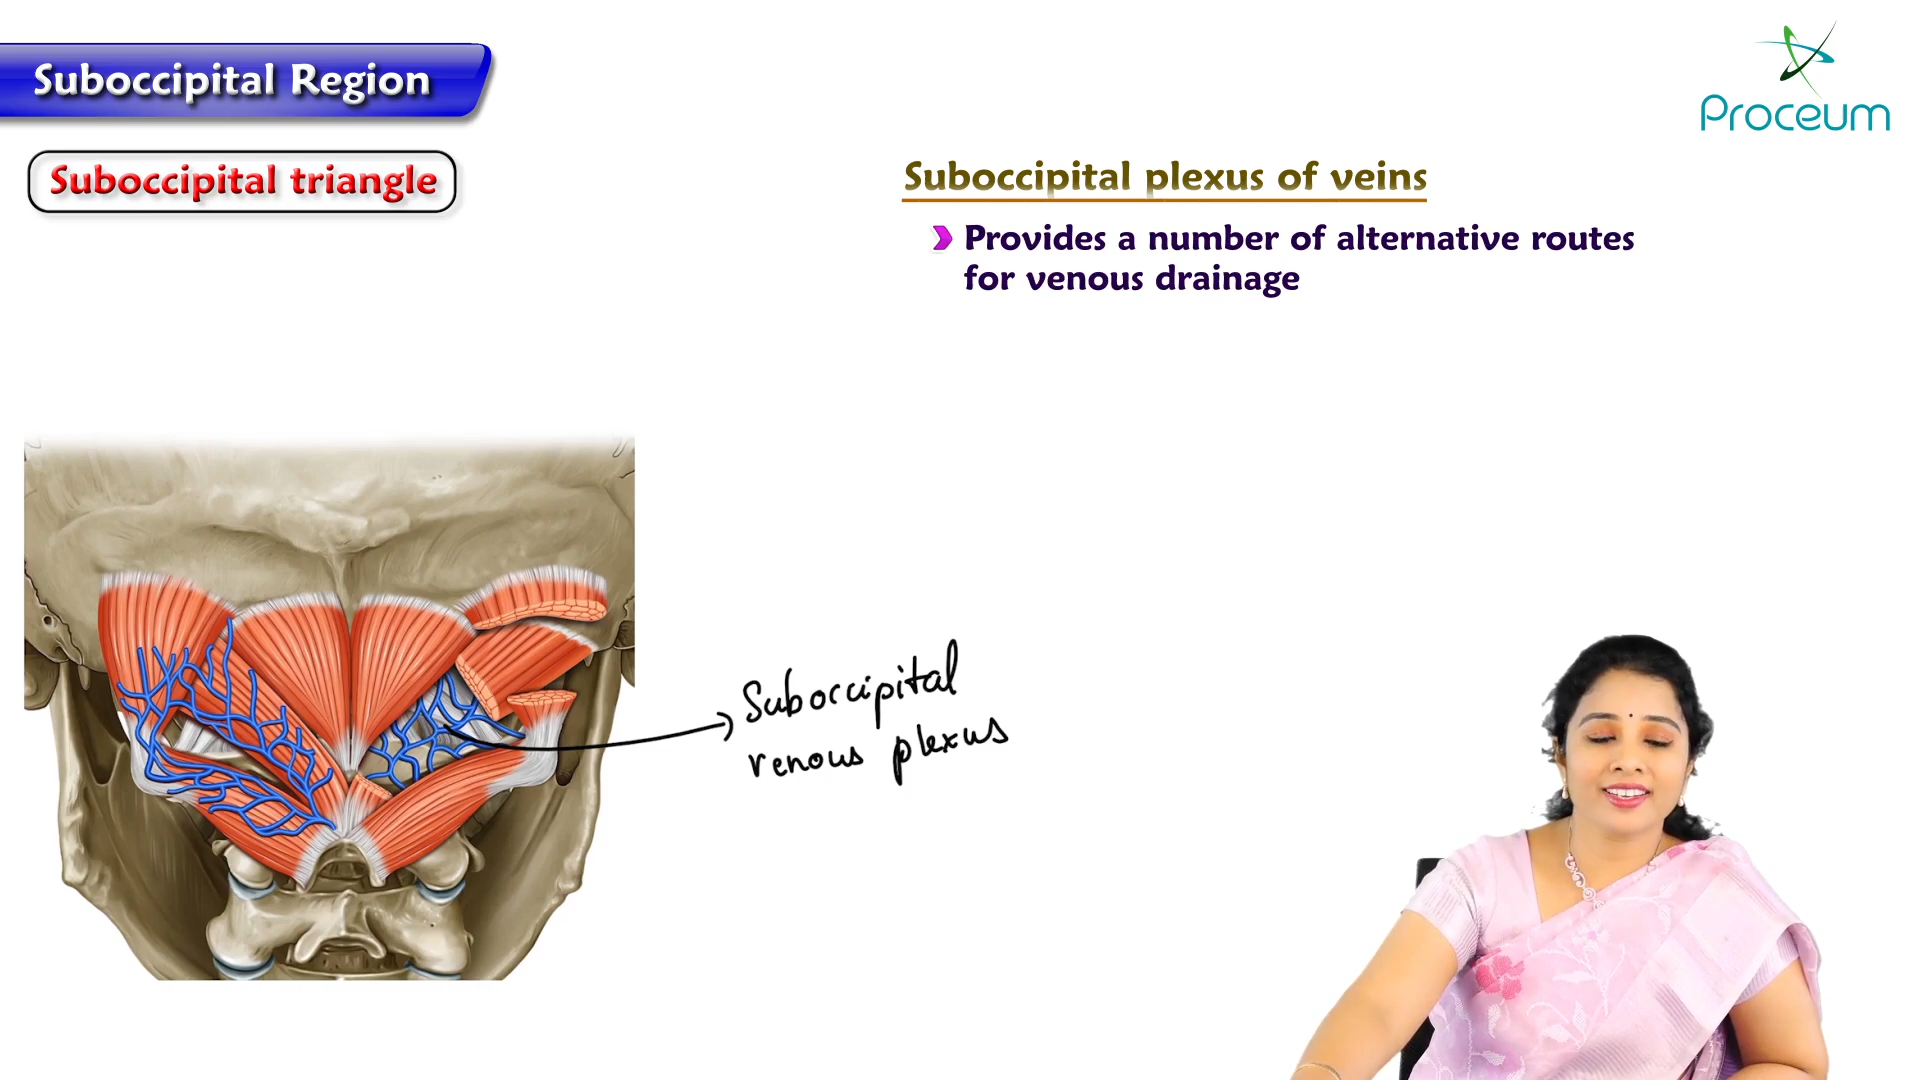 Suboccipital Region
Proceum
Suboccipital triangle
Suboccipital plexus of veins
Provides a number of alternative routes
for venous drainage
Suboccipital
venous plexus